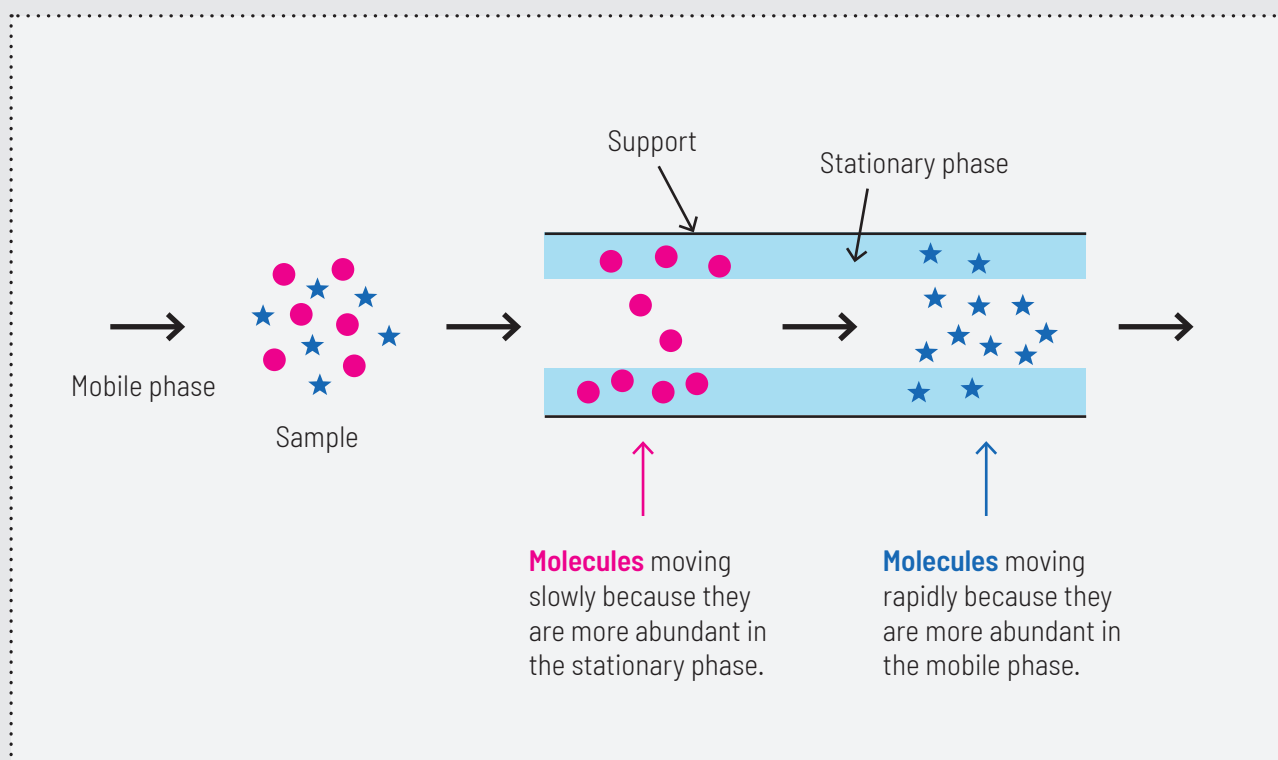 Support
Stationary phase
Mobile phase
Sample
Molecules moving
slowly because they
are more abundant in
the stationary phase.
Molecules moving
rapidly because they
are more abundant in
the mobile phase.